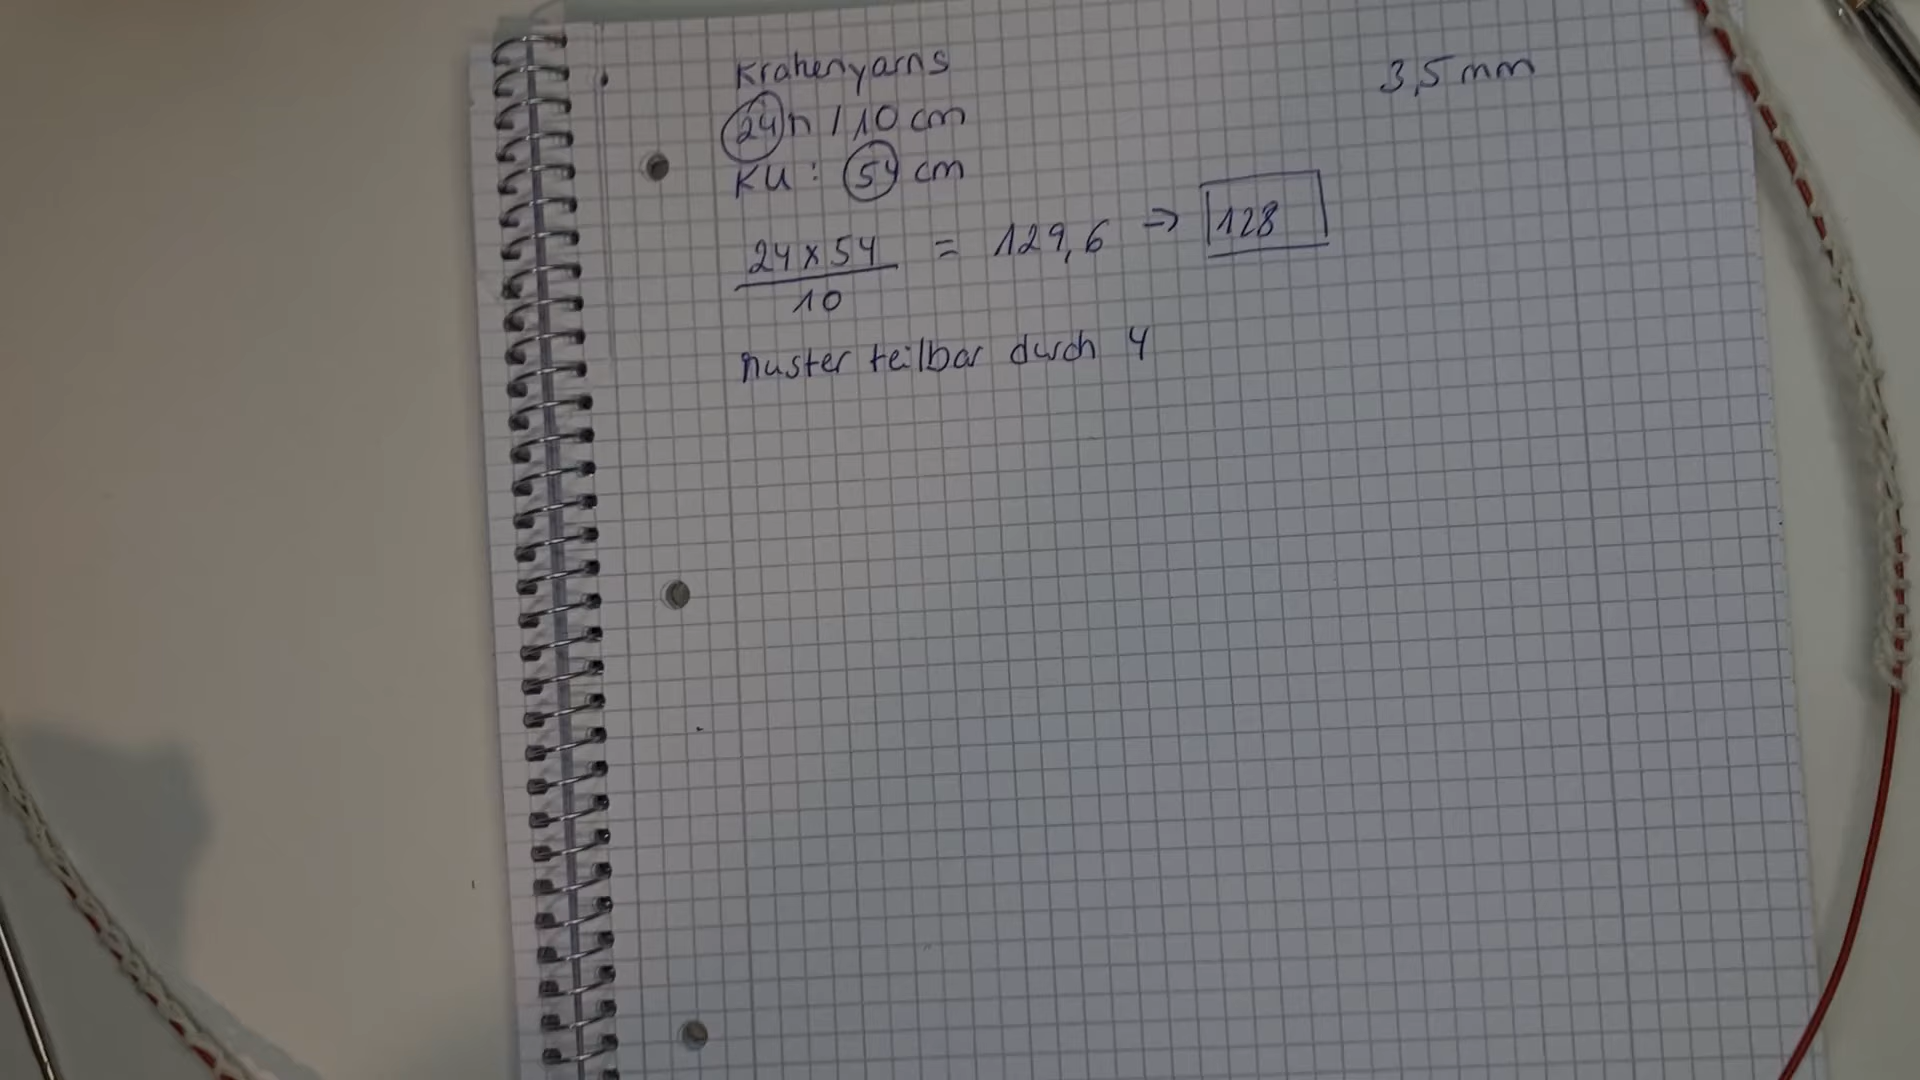 Krahenyarns
3,5 mm
24 M / 10 cm
KU : 54 cm
24 x 54 / 10 = 129,6 => 128
Muster teilbar durch 4